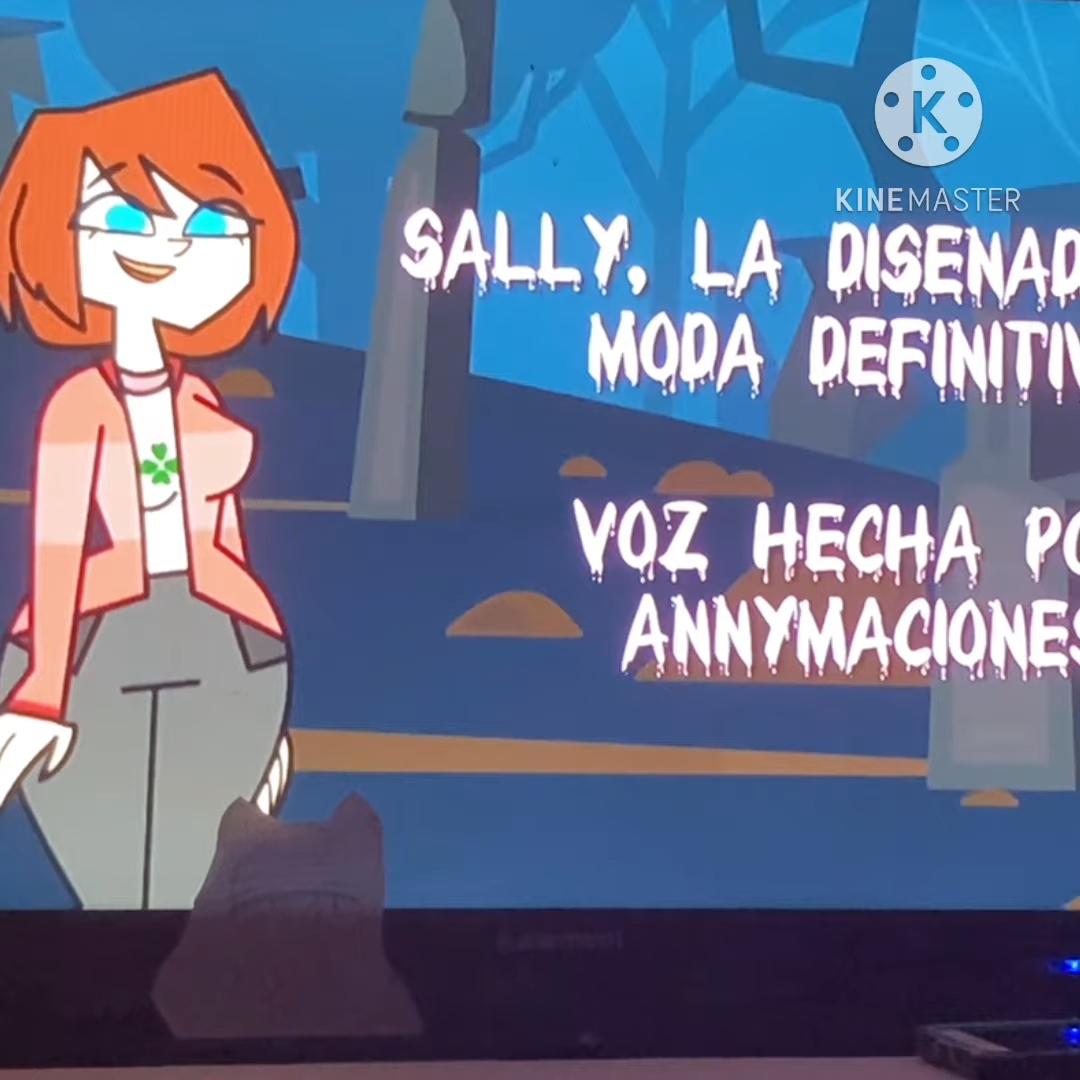 K
KINEMASTER
SALLY, LA DISENAD
MODA DEFINITIV
VOZ HECHA PO
ANNYMACIONES